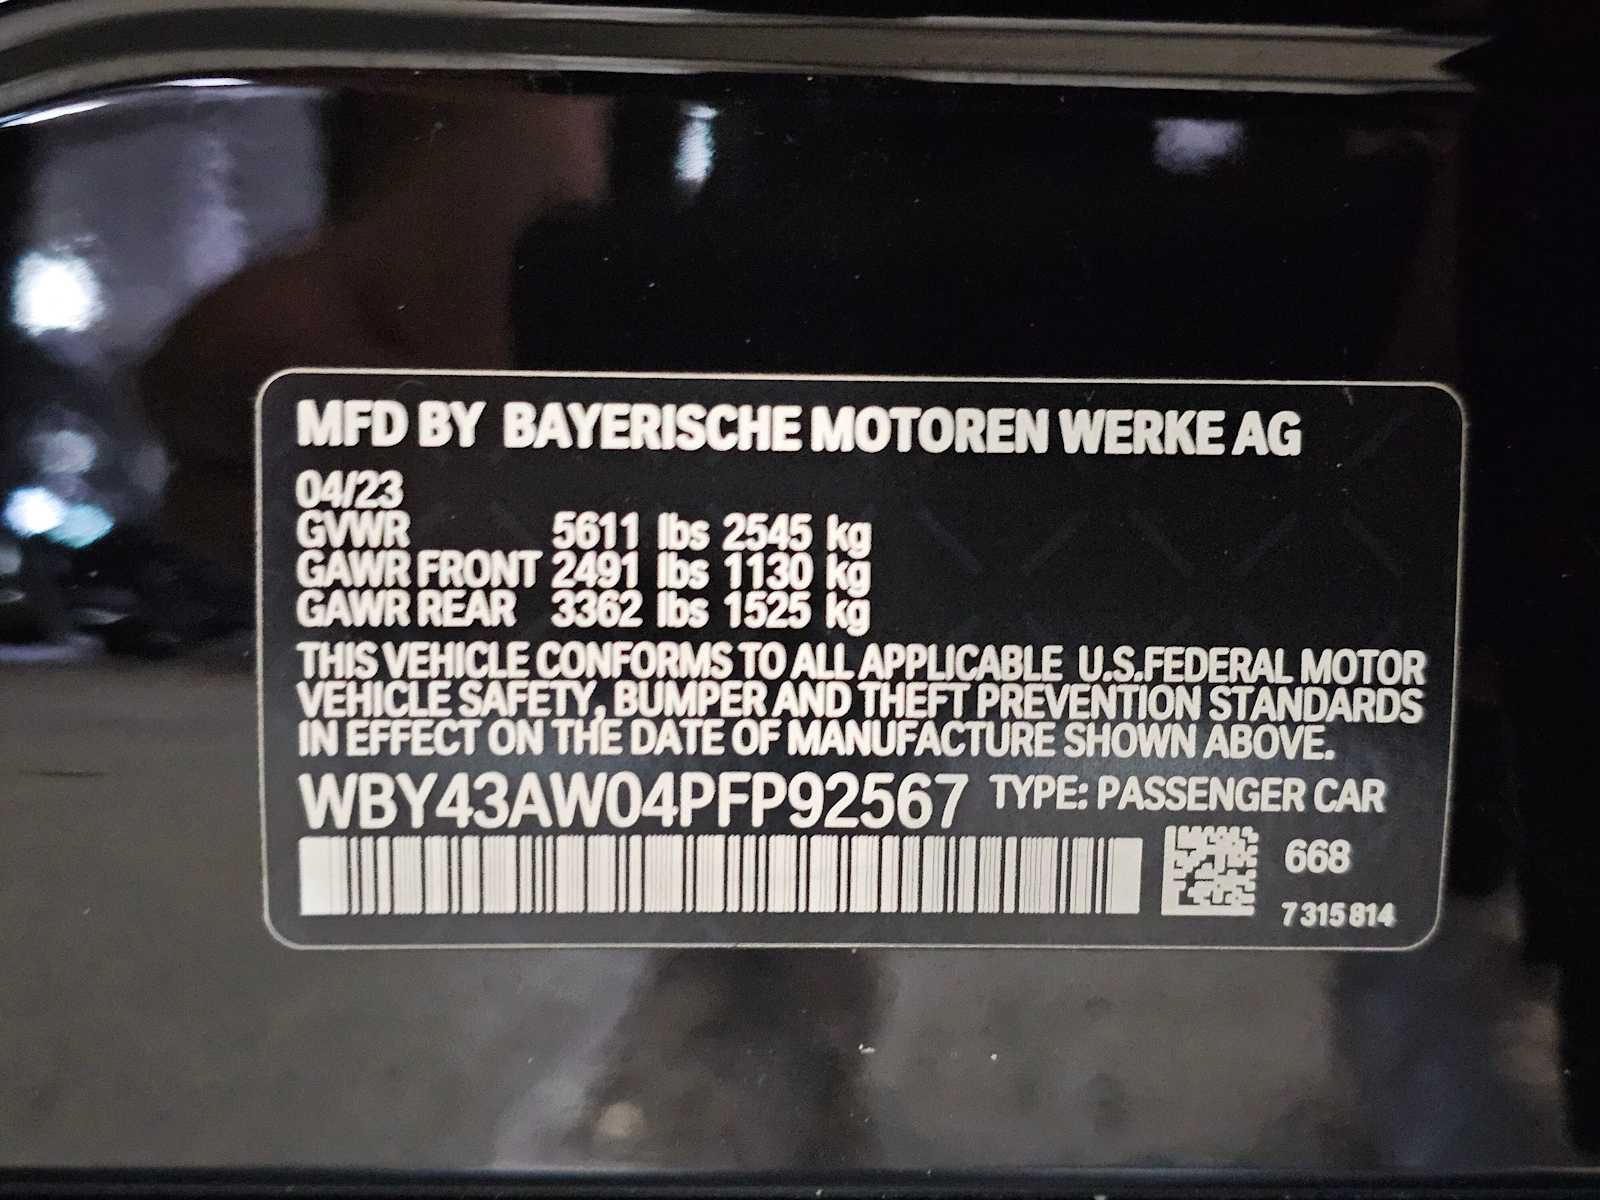 MFD BY BAYERISCHE MOTOREN WERKE AG
04/23
GVWR 5611 lbs 2545 kg
GAWR FRONT 2491 lbs 1130 kg
GAWR REAR 3362 lbs 1525 kg
THIS VEHICLE CONFORMS TO ALL APPLICABLE U.S.FEDERAL MOTOR
VEHICLE SAFETY, BUMPER AND THEFT PREVENTION STANDARDS
IN EFFECT ON THE DATE OF MANUFACTURE SHOWN ABOVE.
WBY43AW04PFP92567 TYPE: PASSENGER CAR
668
7 315 814